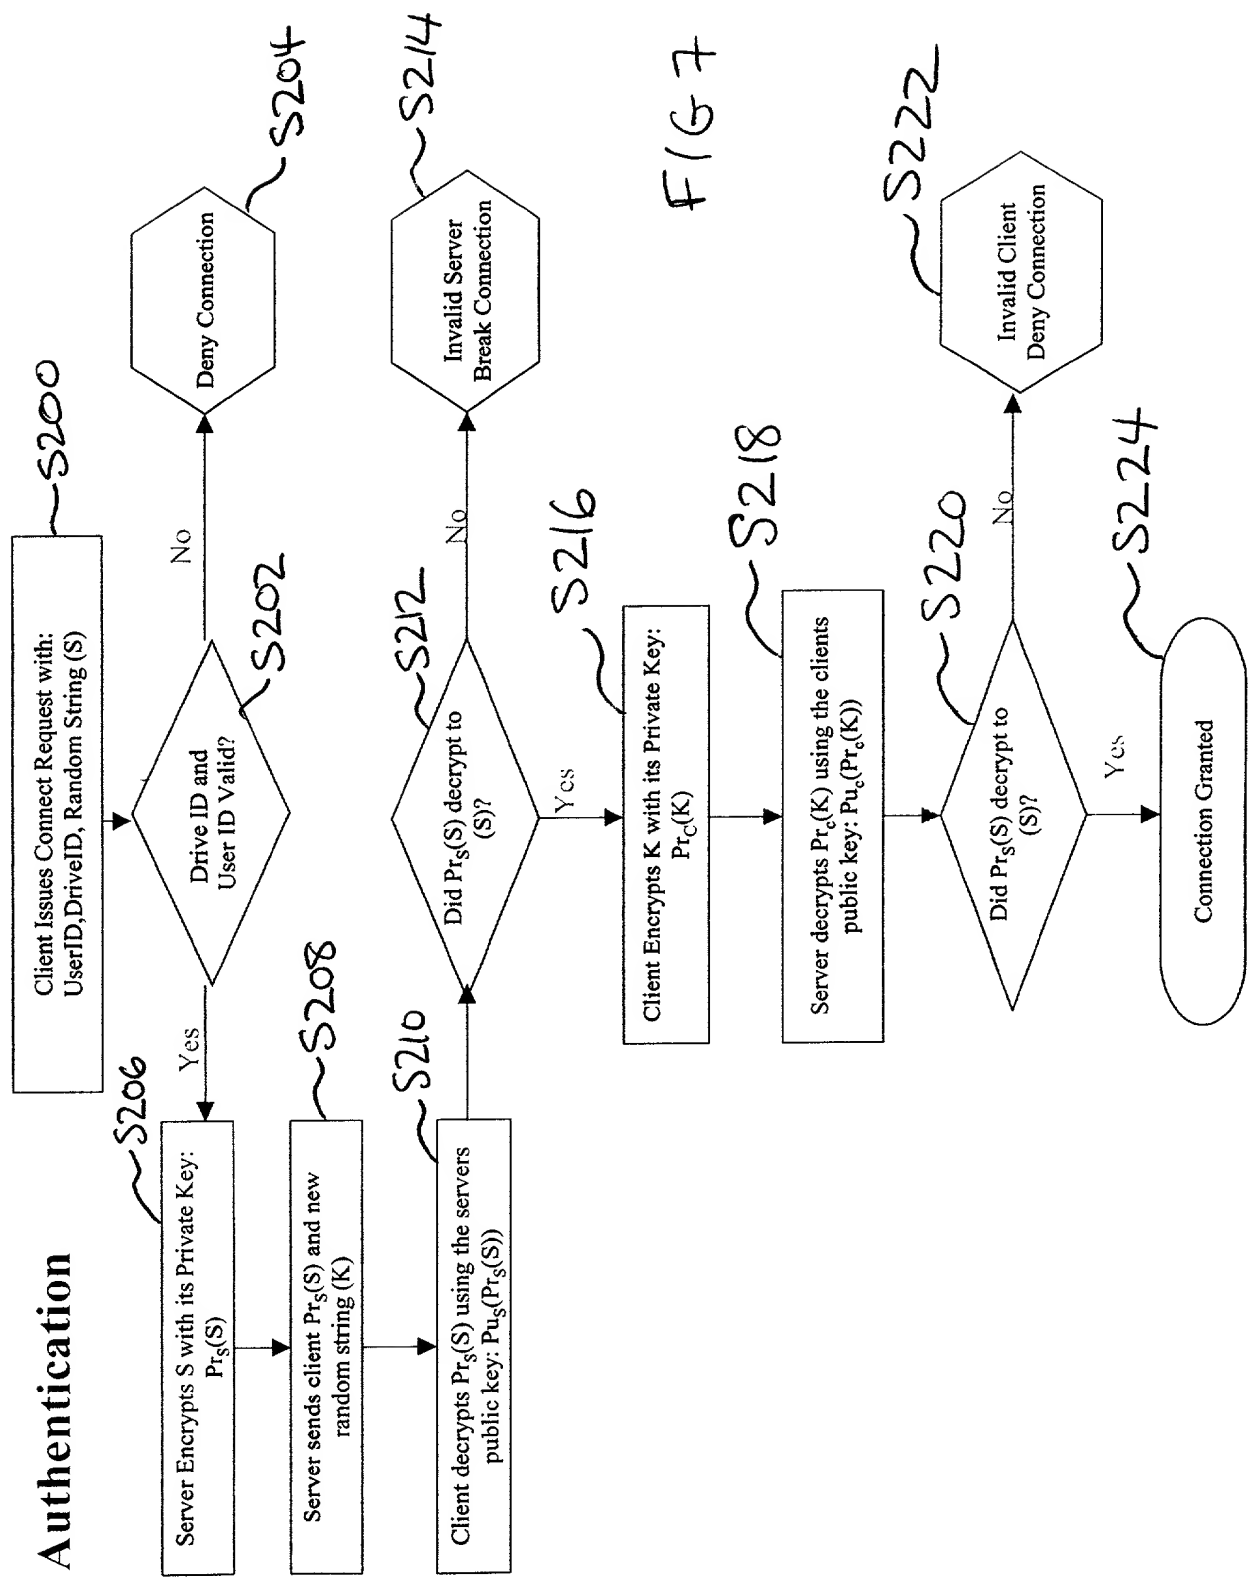 Authentication
Client Issues Connect Request with:
UserID,DriveID, Random String (S)
S200
Drive ID and
User ID Valid?
S202
No
Deny Connection
S204
Yes
Server Encrypts S with its Private Key:
PrS(S)
S206
Server sends client PrS(S) and new
random string (K)
S208
Client decrypts PrS(S) using the servers
public key: PuS(PrS(S))
S210
Did PrS(S) decrypt to
(S)?
S212
No
Invalid Server
Break Connection
S214
Yes
Client Encrypts K with its Private Key:
PrC(K)
S216
Server decrypts Prc(K) using the clients
public key: Puc(Prc(K))
S218
Did PrS(S) decrypt to
(S)?
S220
No
Invalid Client
Deny Connection
S222
Yes
Connection Granted
S224
FIG 7